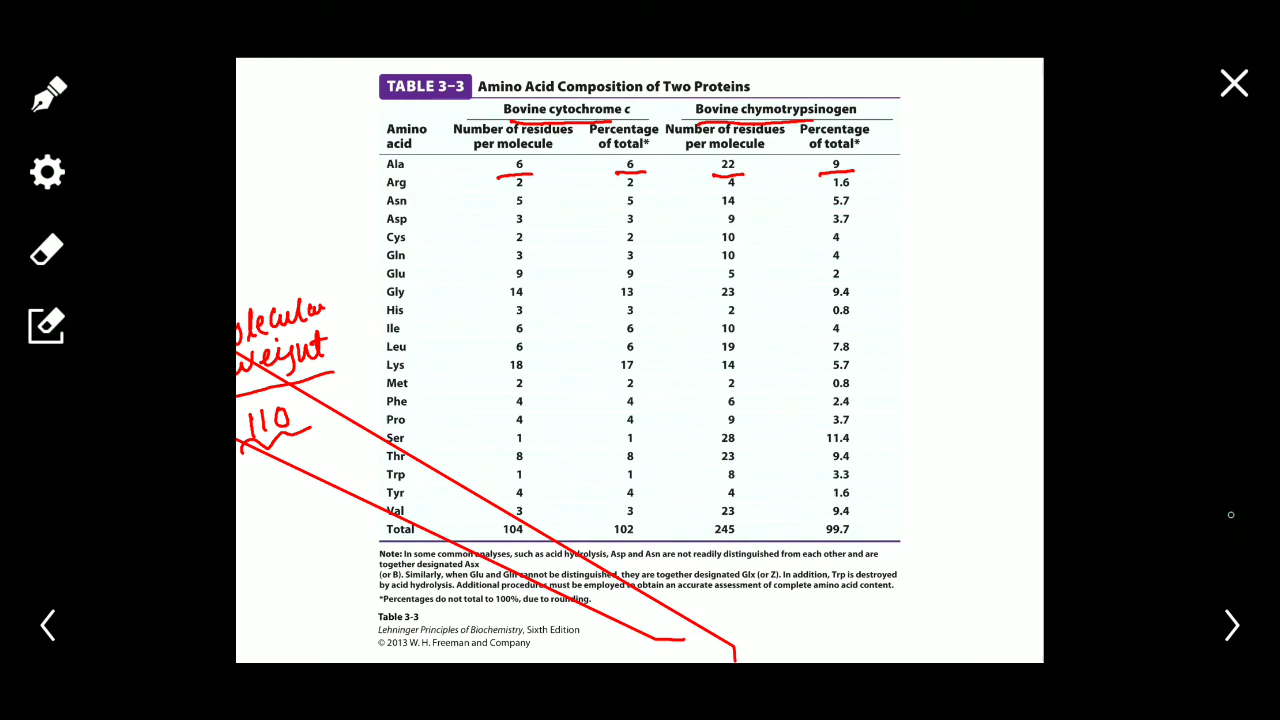 TABLE 3–3 Amino Acid Composition of Two Proteins
Bovine cytochrome c Bovine chymotrypsinogen
Amino acid Number of residues per molecule Percentage of total* Number of residues per molecule Percentage of total*
Ala 6 6 22 9
Arg 2 2 4 1.6
Asn 5 5 14 5.7
Asp 3 3 9 3.7
Cys 2 2 10 4
Gln 3 3 10 4
Glu 9 9 5 2
Gly 14 13 23 9.4
His 3 3 2 0.8
Ile 6 6 10 4
Leu 6 6 19 7.8
Lys 18 17 14 5.7
Met 2 2 2 0.8
Phe 4 4 6 2.4
Pro 4 4 9 3.7
Ser 1 1 28 11.4
Thr 8 8 23 9.4
Trp 1 1 8 3.3
Tyr 4 4 4 1.6
Val 3 3 23 9.4
Total 104 102 245 99.7
Note: In some common analyses, such as acid hydrolysis, Asp and Asn are not readily distinguished from each other and are
together designated Asx
(or B). Similarly, when Glu and Gln cannot be distinguished, they are together designated Glx (or Z). In addition, Trp is destroyed
by acid hydrolysis. Additional procedures must be employed to obtain an accurate assessment of complete amino acid content.
*Percentages do not total to 100%, due to rounding.
Table 3-3
Lehninger Principles of Biochemistry, Sixth Edition
© 2013 W. H. Freeman and Company
olecular
weight
110